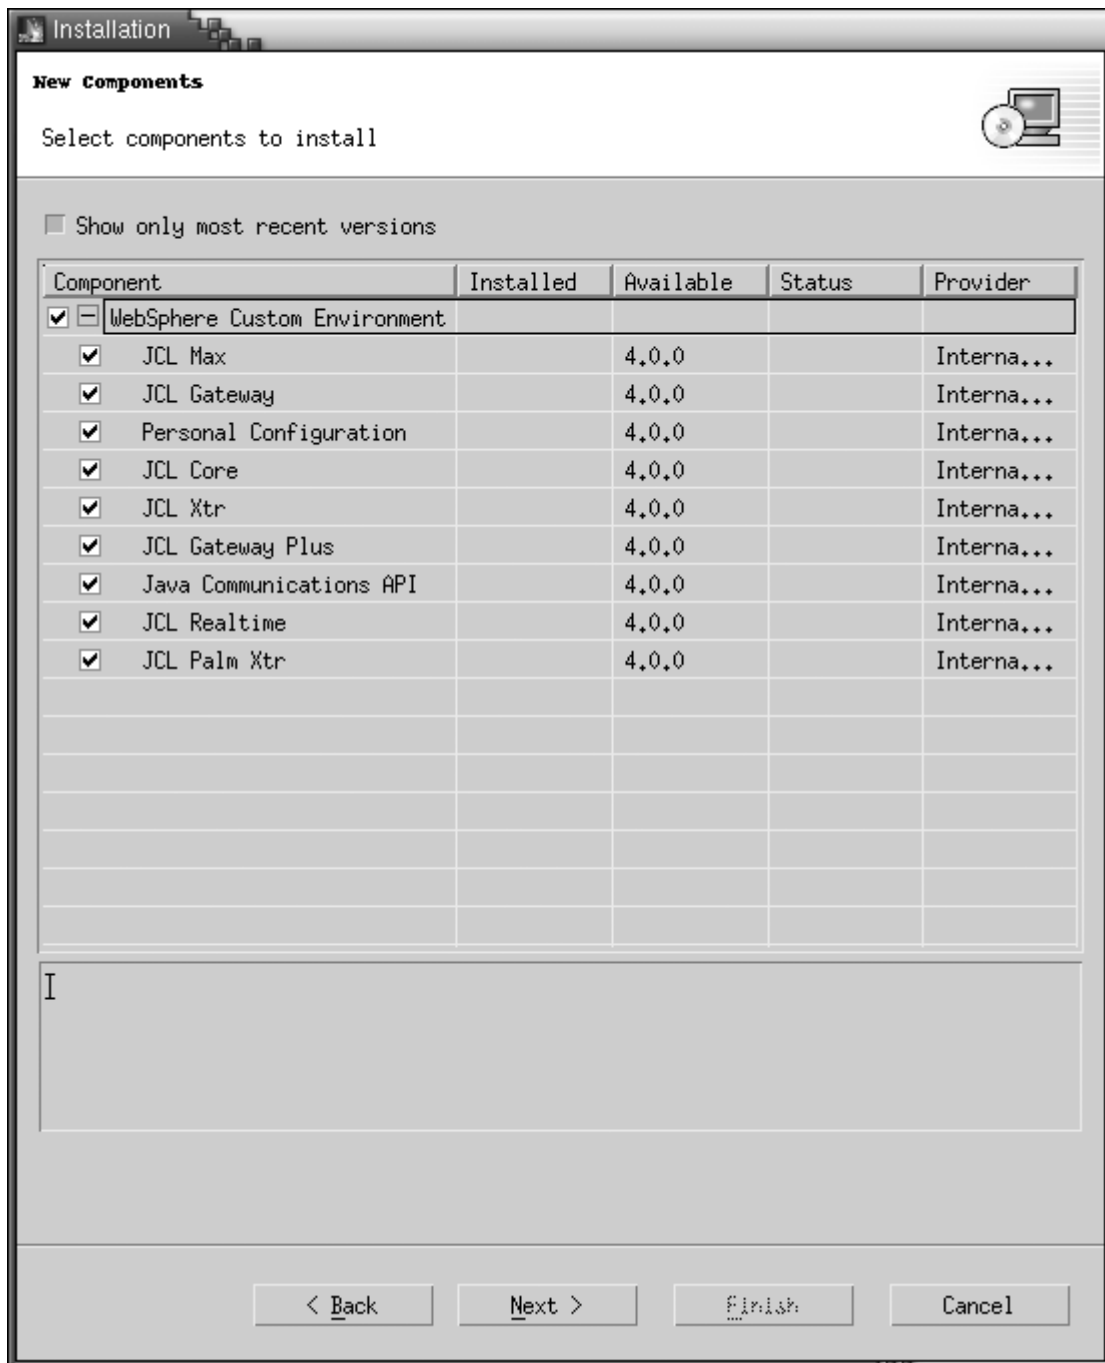 Installation
New Components
Select components to install
Show only most recent versions
Component Installed Available Status Provider
WebSphere Custom Environment
JCL Max 4.0.0 Interna...
JCL Gateway 4.0.0 Interna...
Personal Configuration 4.0.0 Interna...
JCL Core 4.0.0 Interna...
JCL Xtr 4.0.0 Interna...
JCL Gateway Plus 4.0.0 Interna...
Java Communications API 4.0.0 Interna...
JCL Realtime 4.0.0 Interna...
JCL Palm Xtr 4.0.0 Interna...
< Back Next > Finish Cancel